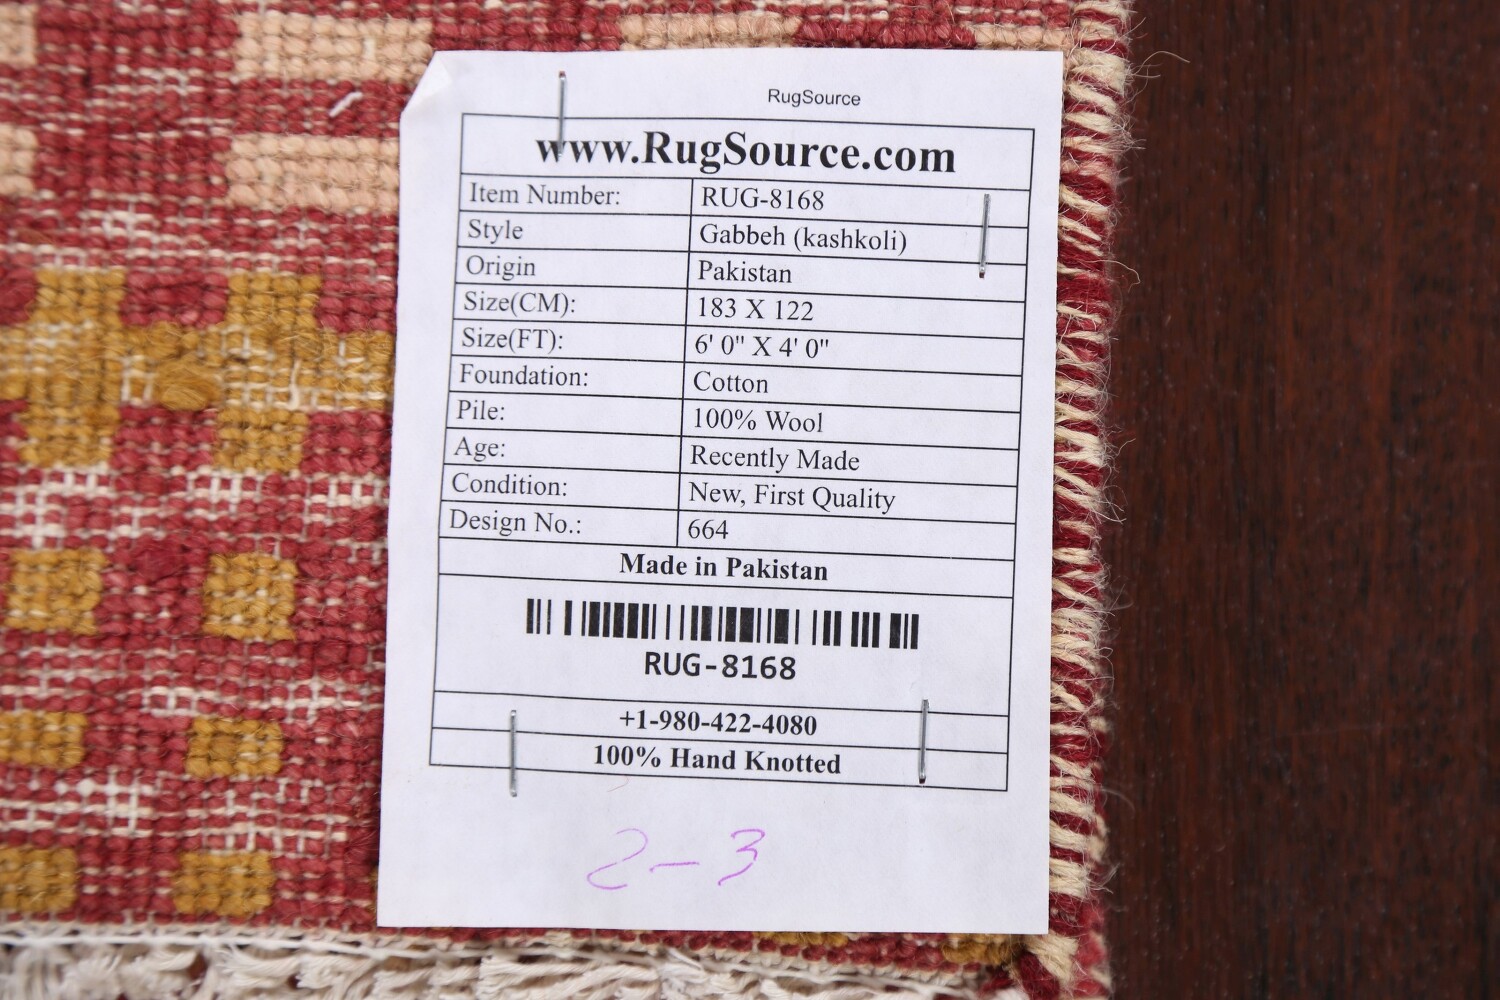 RugSource
www.RugSource.com
Item Number: RUG-8168
Style Gabbeh (kashkoli)
Origin Pakistan
Size(CM): 183 X 122
Size(FT): 6' 0" X 4' 0"
Foundation: Cotton
Pile: 100% Wool
Age: Recently Made
Condition: New, First Quality
Design No.: 664
Made in Pakistan
RUG-8168
+1-980-422-4080
100% Hand Knotted
2-3